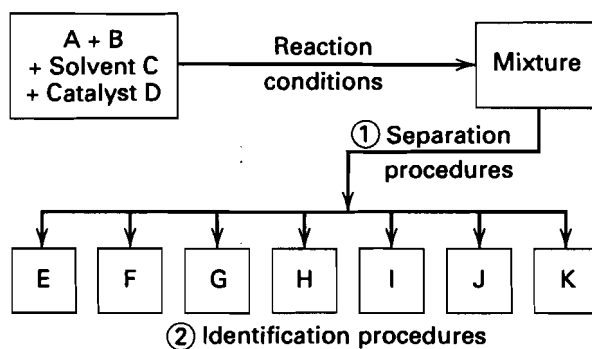 A + B
+ Solvent C
+ Catalyst D
Reaction
conditions
Mixture
① Separation
procedures
E F G H I J K
② Identification procedures